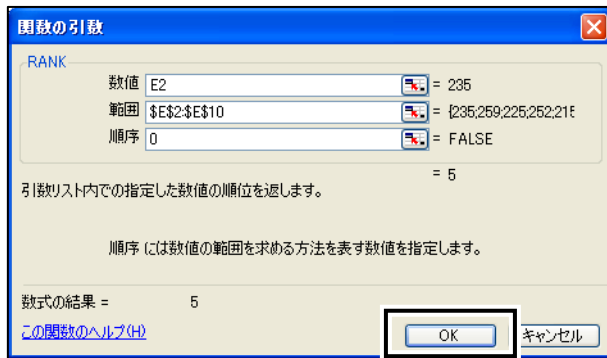 関数の引数
RANK
数値 E2 = 235
範囲 $E$2:$E$10 = {235;259;225;252;215
順序 0 = FALSE
= 5
引数リスト内での指定した数値の順位を返します。
順序 には数値の範囲を求める方法を表す数値を指定します。
数式の結果 = 5
この関数のヘルプ(H)
OK
キャンセル